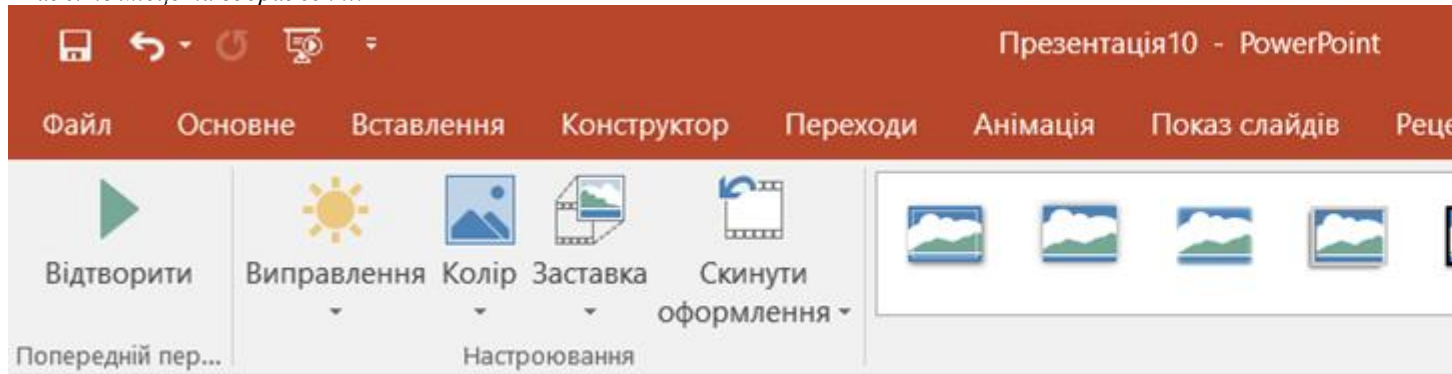 Презентація10 - PowerPoint
Файл Основне Вставлення Конструктор Переходи Анімація Показ слайдів Реце
Відтворити Виправлення Колір Заставка Скинути
оформлення
Попередній пер... Настроювання